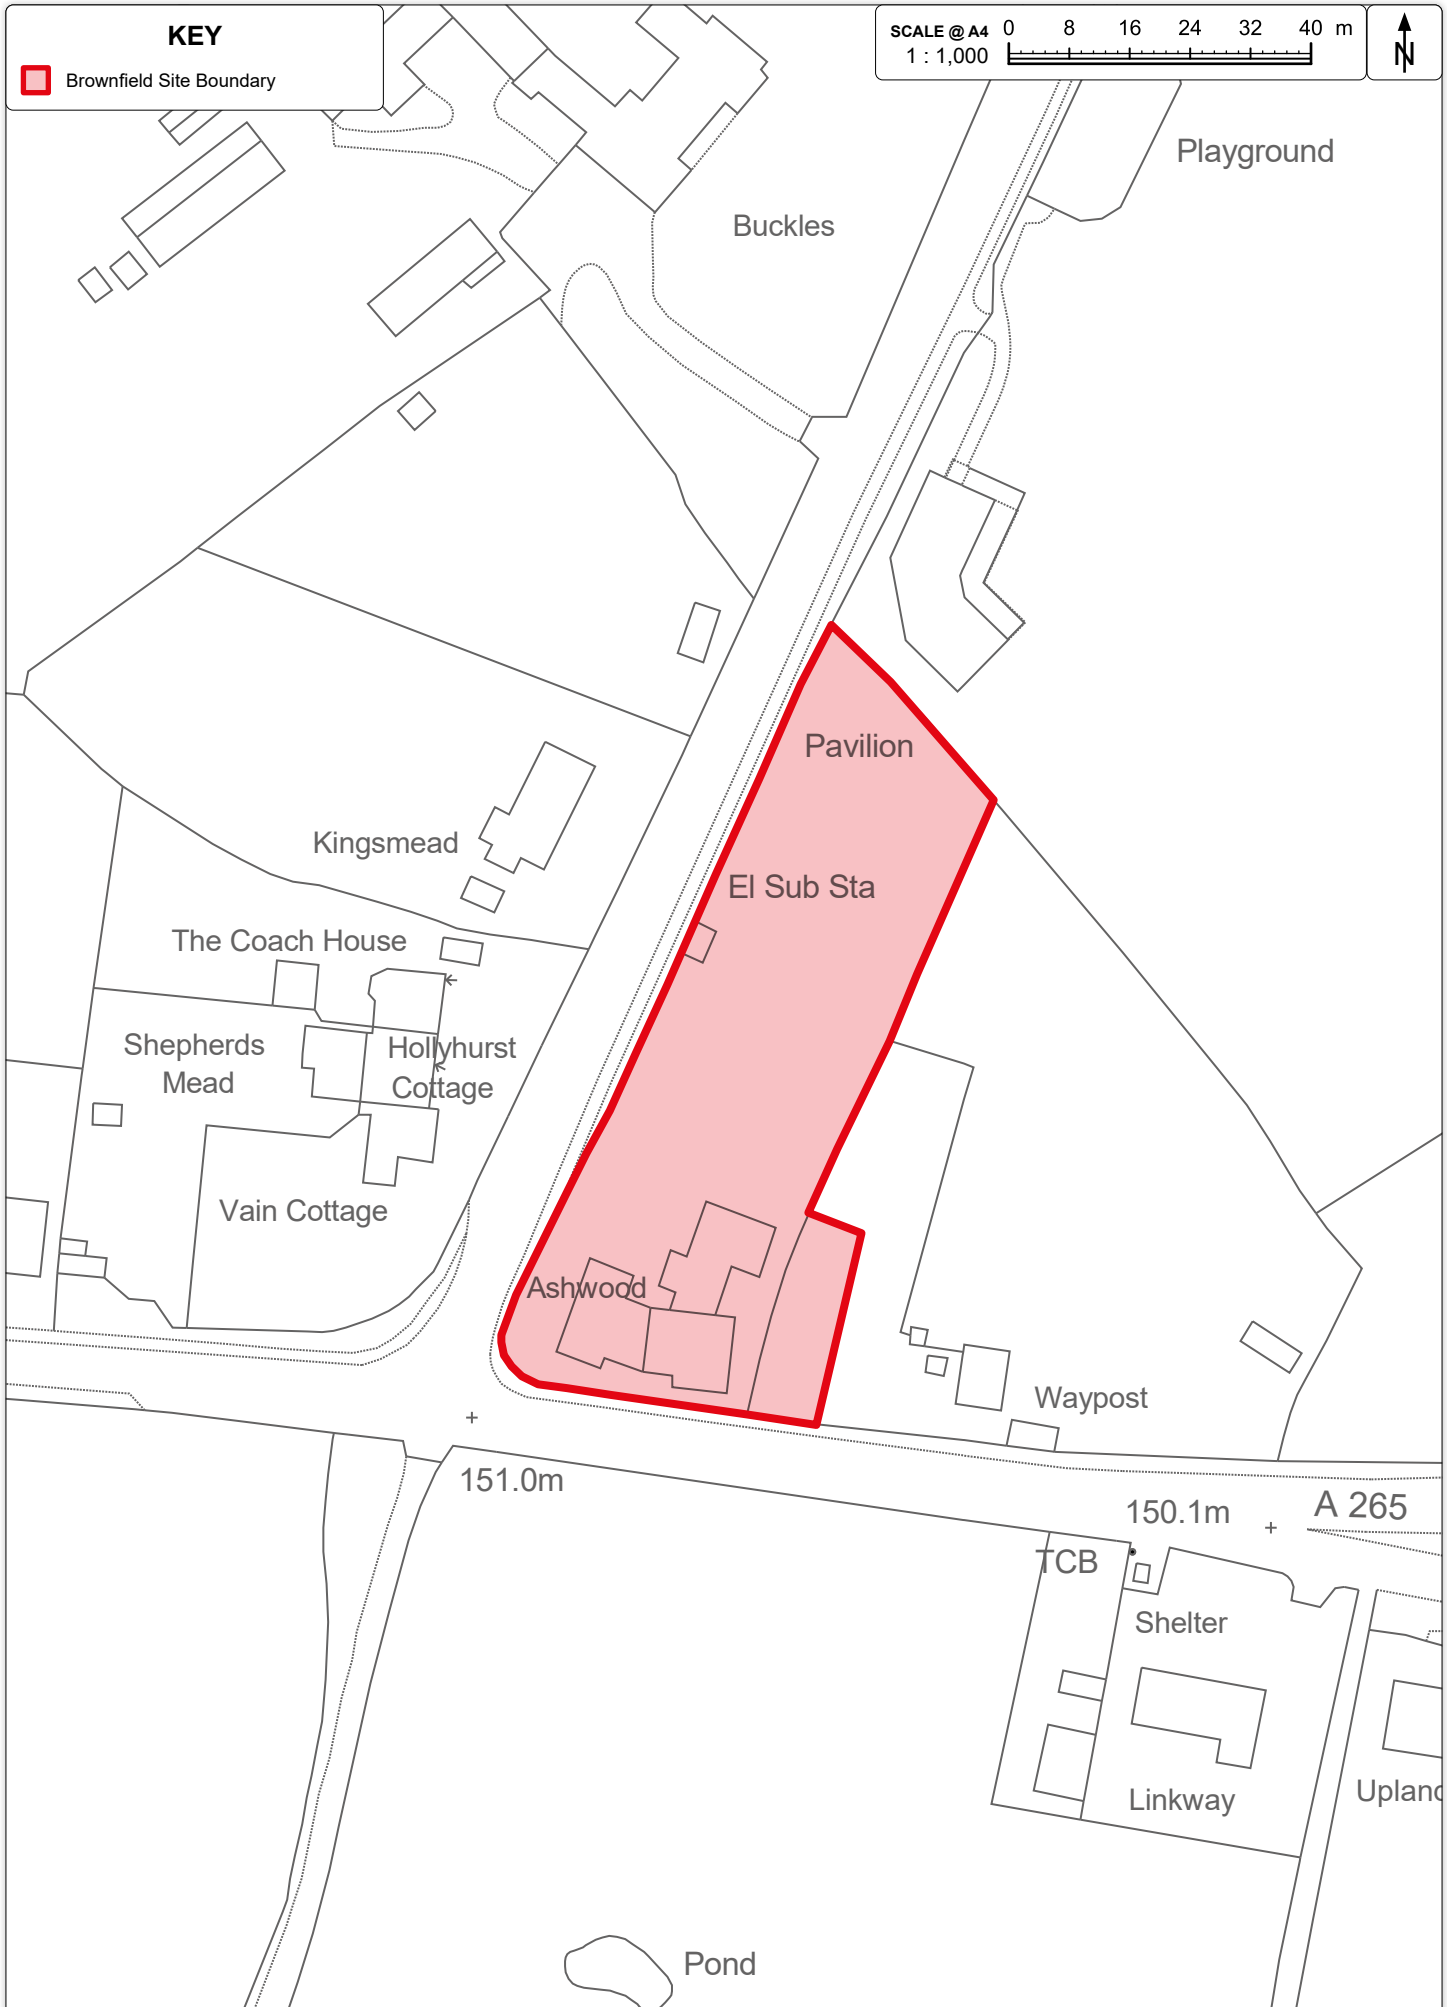 KEY
Brownfield Site Boundary
SCALE @ A4
1 : 1,000
0 8 16 24 32 40 m
N
Playground
Buckles
Pavilion
Kingsmead
El Sub Sta
The Coach House
Shepherds
Mead
Hollyhurst
Cottage
Vain Cottage
Ashwood
Waypost
151.0m
150.1m
A 265
TCB
Shelter
Linkway
Upland
Pond